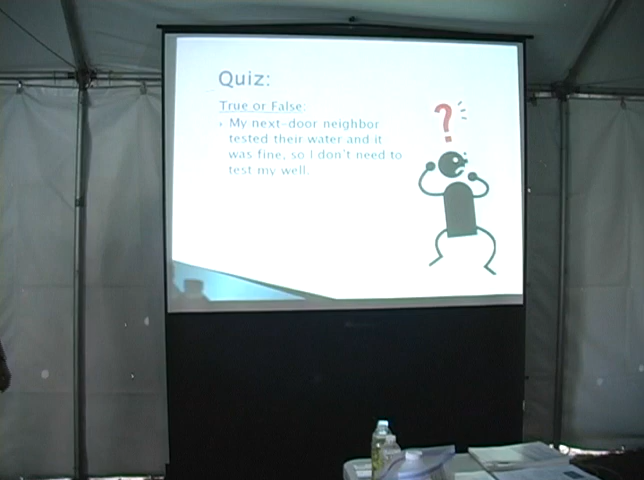 Quiz:
True or False:
• My next-door neighbor
tested their water and it
was fine, so I don't need to
test my well.
?